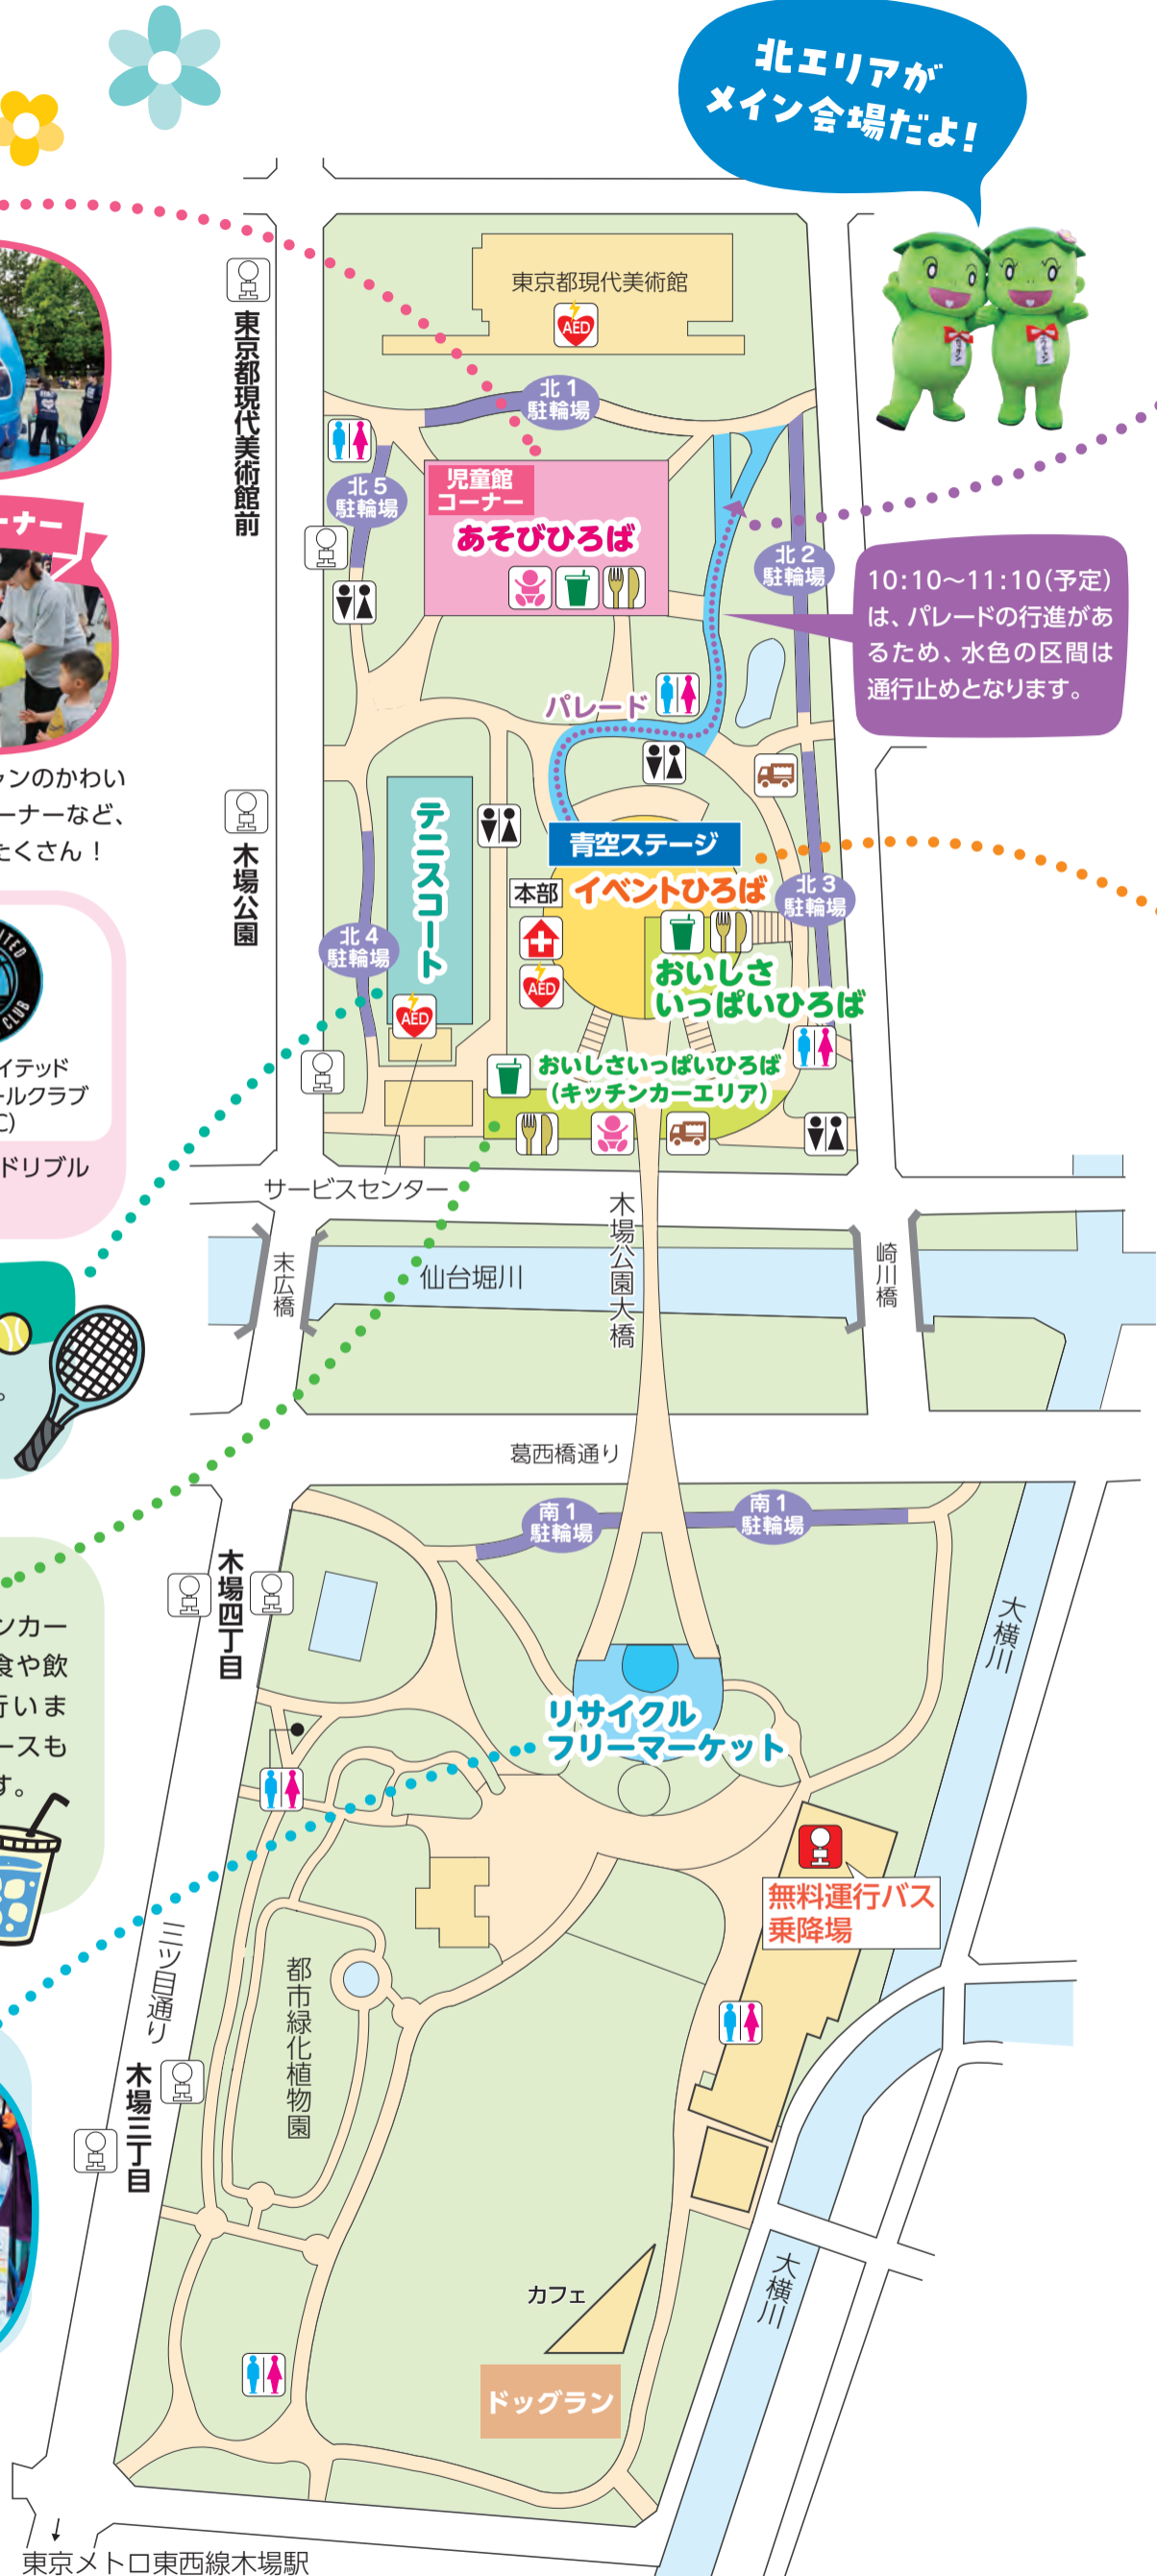 北エリアが
メイン会場だよ!
東京都現代美術館
AED
東京都現代美術館前
北1
駐輪場
北5
駐輪場
児童館
コーナー
あそびひろば
北2
駐輪場
10:10〜11:10(予定)
は、パレードの行進があ
るため、水色の区間は
通行止めとなります。
ーナー
パレード
ャンのかわい
ーナーなど、
たくさん!
木場公園
テニスコート
青空ステージ
本部
イベントひろば
北3
駐輪場
北4
駐輪場
AED
AED
おいしさ
いっぱいひろば
おいしさいっぱいひろば
(キッチンカーエリア)
イテッド
ールクラブ
C)
ドリブル
サービスセンター
木場公園大橋
末広橋
仙台堀川
崎川橋
。
葛西橋通り
南1
駐輪場
南1
駐輪場
木場四丁目
大横川
ンカー
食や飲
行いま
ースも
す。
リサイクル
フリーマーケット
無料運行バス
乗降場
三ツ目通り
都市緑化植物園
木場三丁目
大横川
カフェ
ドッグラン
東京メトロ東西線木場駅